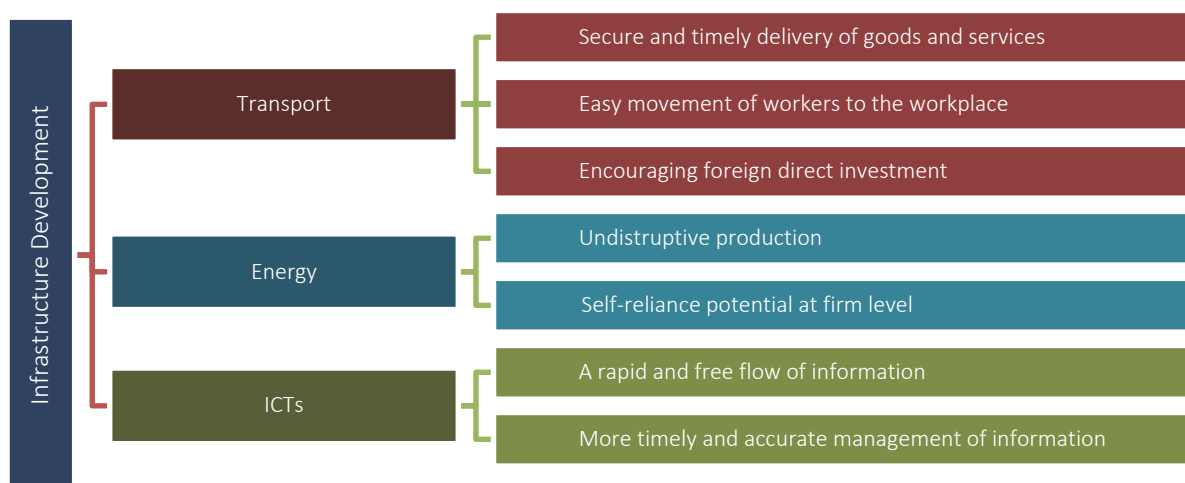 Infrastructure Development
Transport
Secure and timely delivery of goods and services
Easy movement of workers to the workplace
Encouraging foreign direct investment
Energy
Undistruptive production
Self-reliance potential at firm level
ICTs
A rapid and free flow of information
More timely and accurate management of information